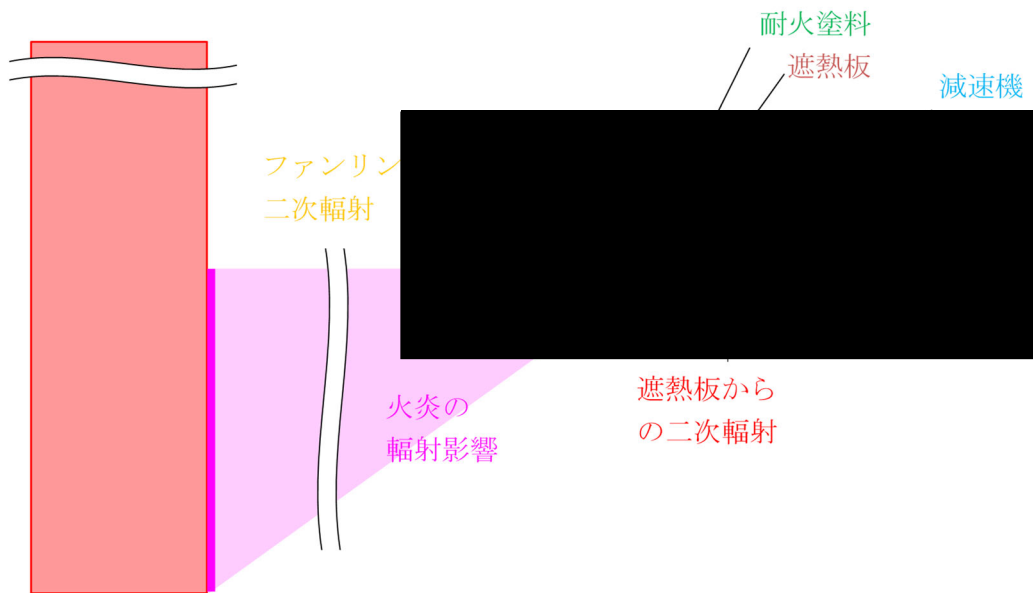 耐火塗料
遮熱板
減速機
ファンリン
二次輻射
火炎の
輻射影響
遮熱板から
の二次輻射